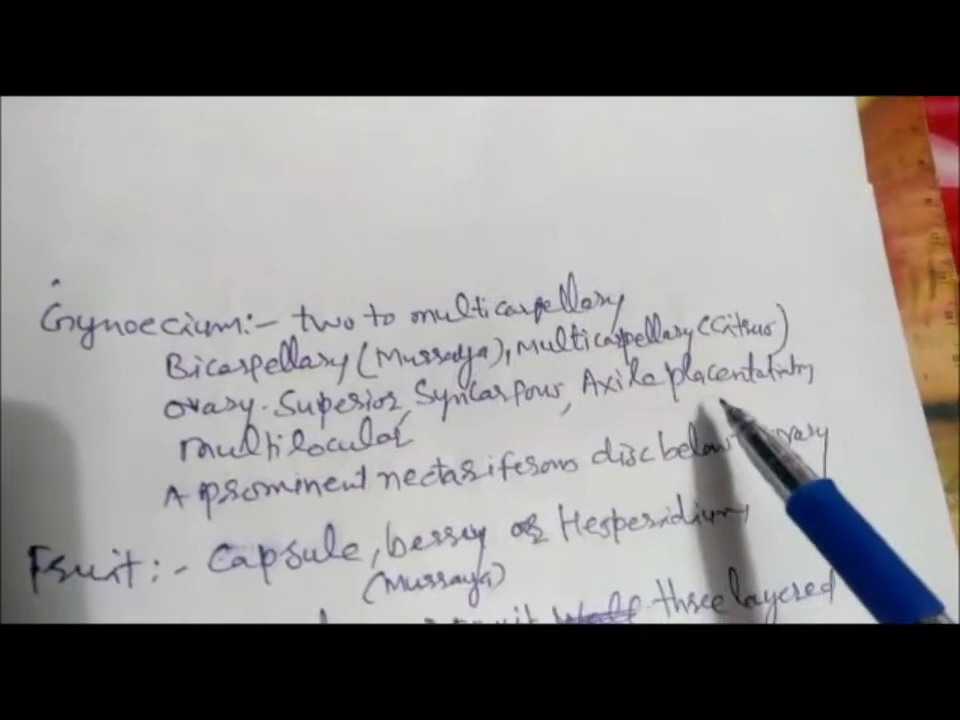 Gynoecium:- two to multicarpellary
Bicarpellary (Murraya), Multicarpellary (Citrus)
ovary. Superior, Syncarpous, Axile placentation,
multilocular
A prominent nectariferous disc below ovary
Fruit:- Capsule, berry or Hesperidium,
(Murraya)
three layered